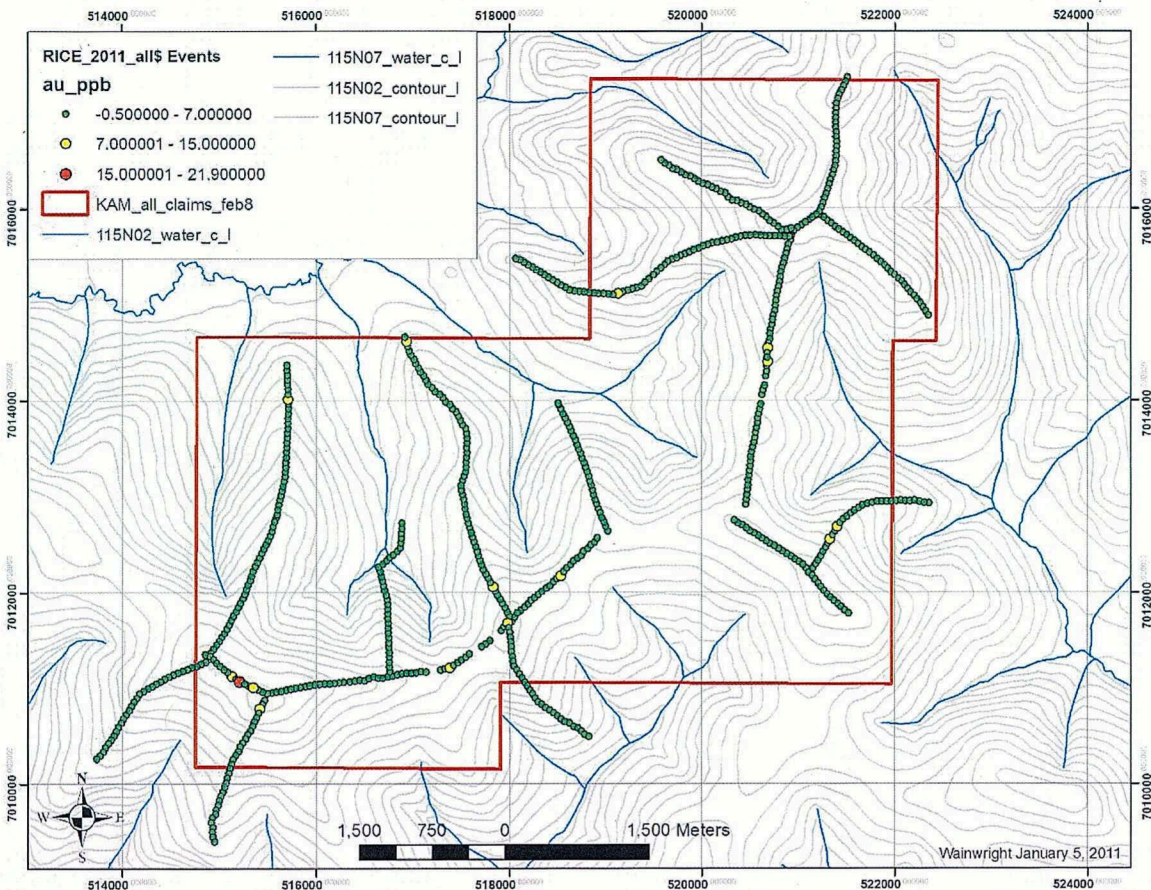 514000 516000 518000 520000 522000 524000
RICE_2011_all$ Events
au_ppb
-0.500000 - 7.000000
7.000001 - 15.000000
15.000001 - 21.900000
KAM_all_claims_feb8
115N02_water_c_l
115N07_water_c_l
115N02_contour_l
115N07_contour_l
7016000
7016000
7014000
7014000
7012000
7012000
7010000
7010000
N
W E
S
1,500 750 0 1,500 Meters
Wainwright January 5, 2011
514000 516000 518000 520000 522000 524000